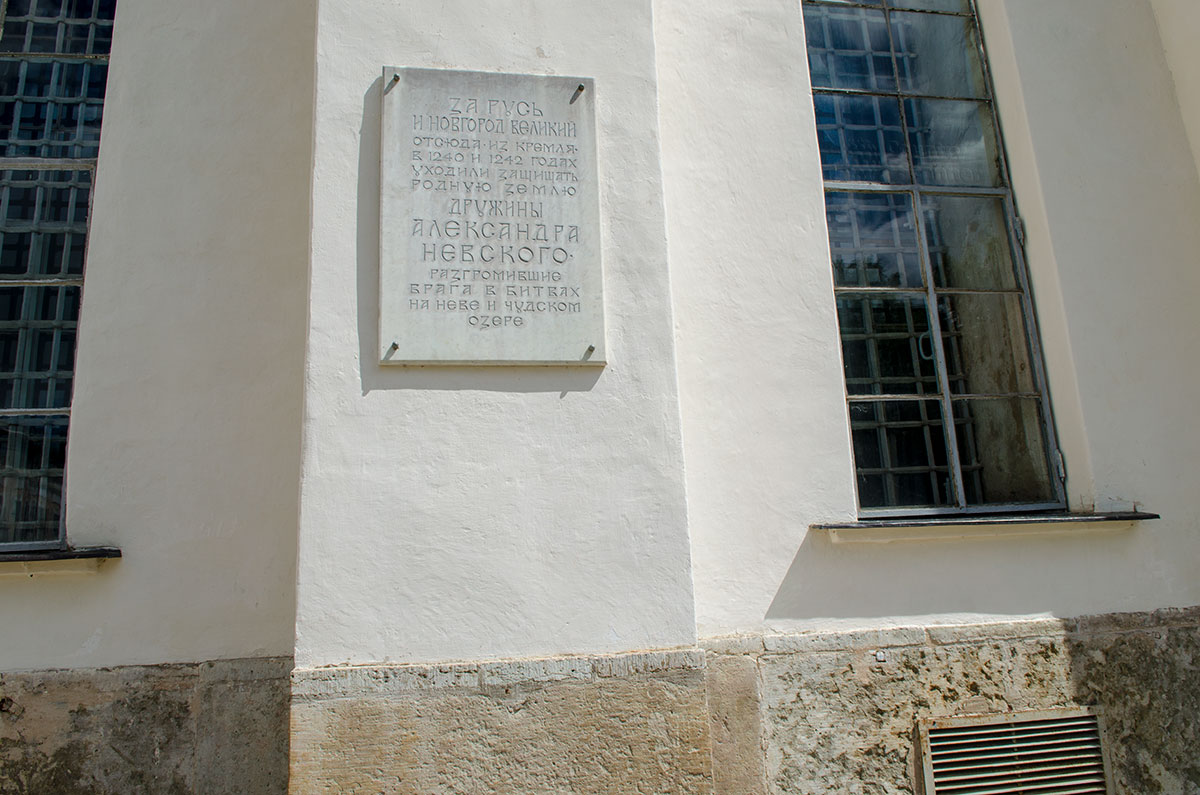 ЗА РУСЬ
И НОВГОРОД ВЕЛИКИЙ
ОТСЮДА · ИЗ КРЕМЛЯ ·
В 1240 И 1242 ГОДАХ
УХОДИЛИ ЗАЩИЩАТЬ
РОДНУЮ ЗЕМЛЮ
ДРУЖИНЫ
АЛЕКСАНДРА
НЕВСКОГО ·
РАЗГРОМИВШИЕ
ВРАГА В БИТВАХ
НА НЕВЕ И ЧУДСКОМ
ОЗЕРЕ